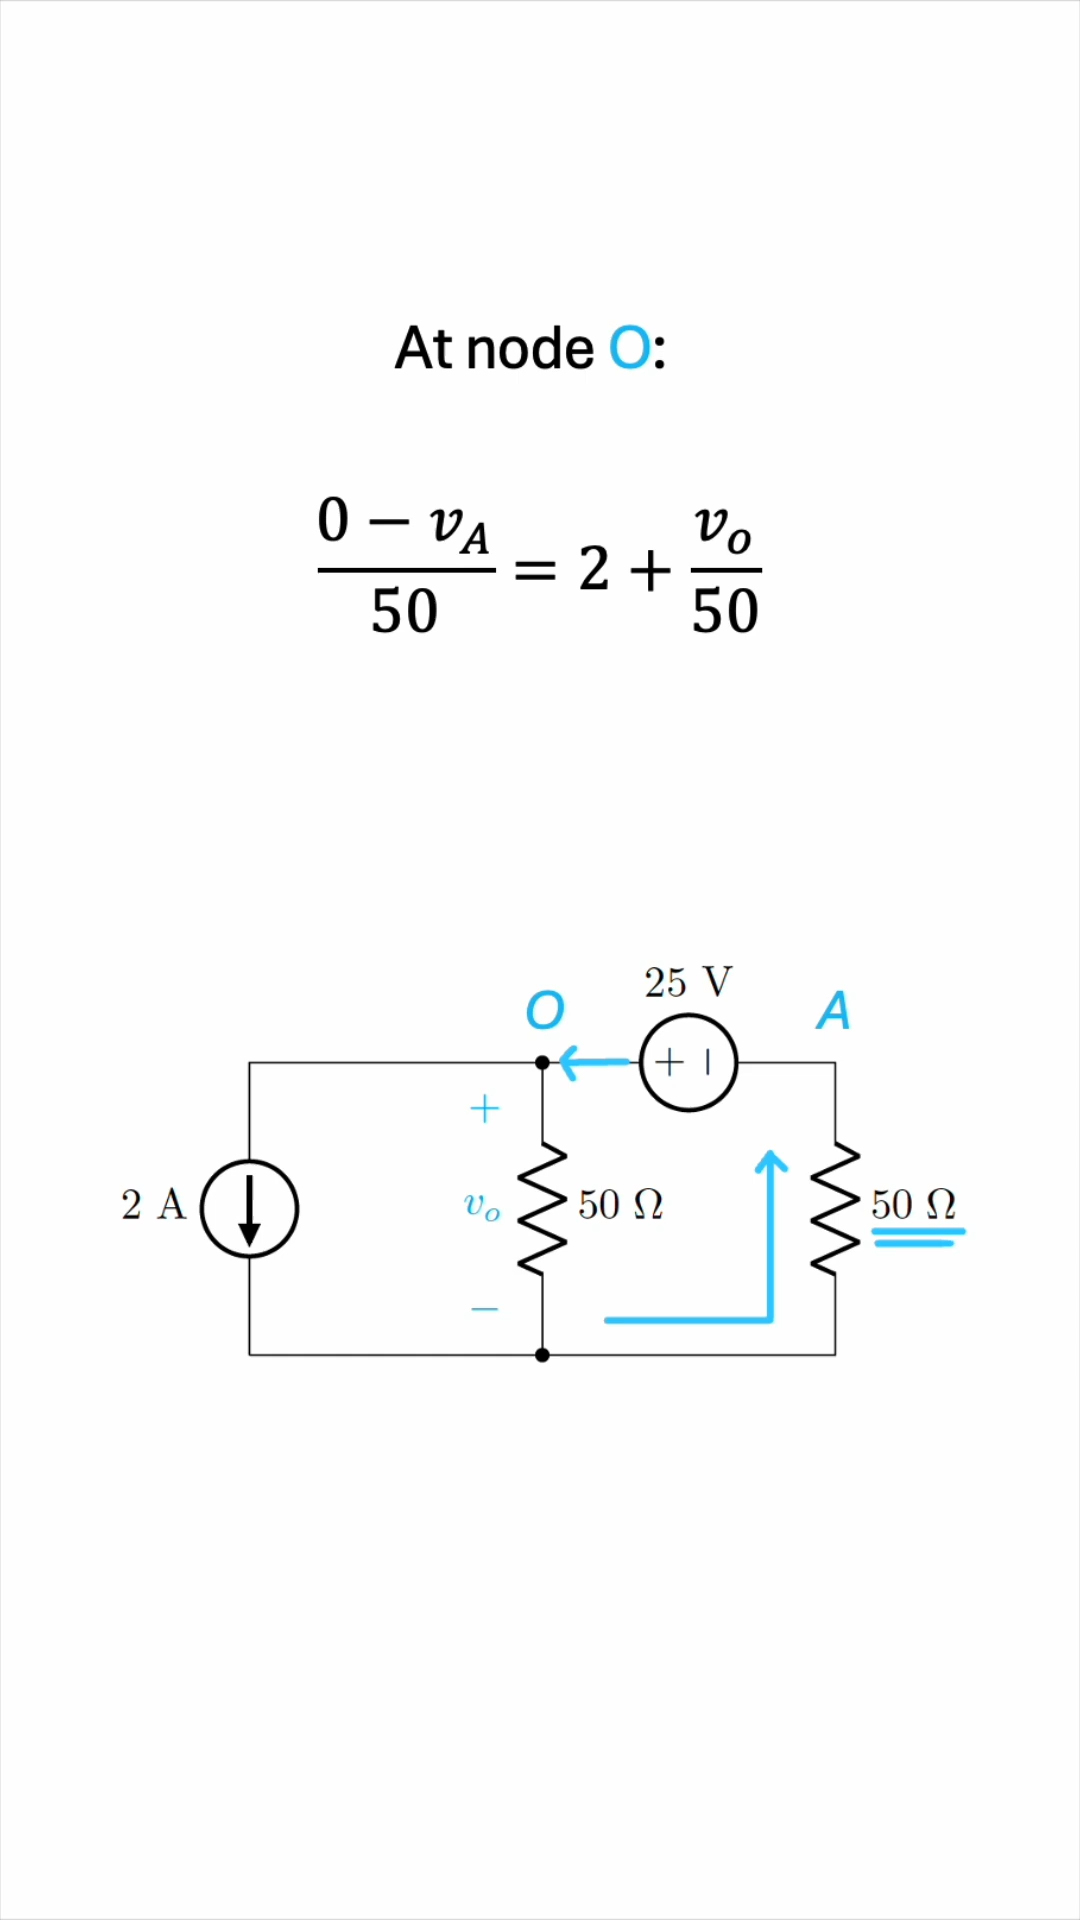 At node O:
(0 − v_A)/50 = 2 + v_o/50
25 V
O
A
+ −
+
2 A
v_o
50 Ω
50 Ω
−